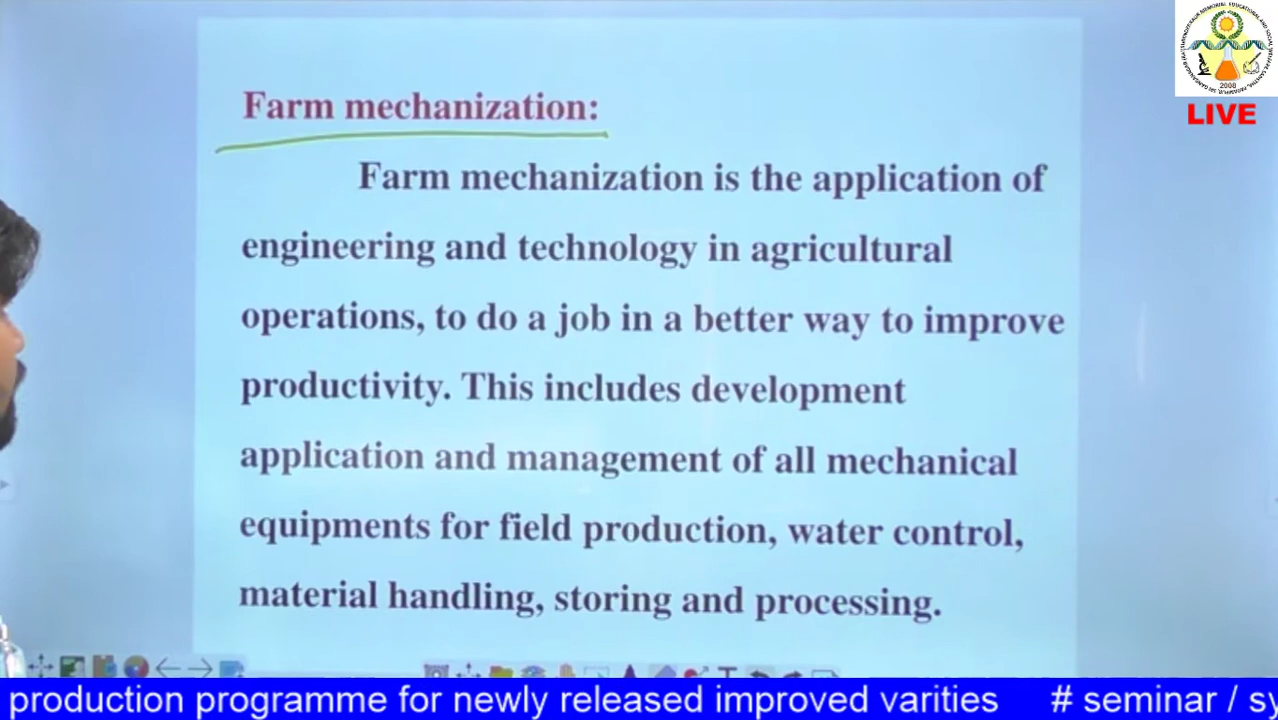 2008
LIVE
Farm mechanization:
Farm mechanization is the application of
engineering and technology in agricultural
operations, to do a job in a better way to improve
productivity. This includes development
application and management of all mechanical
equipments for field production, water control,
material handling, storing and processing.
production programme for newly released improved varities # seminar / sy